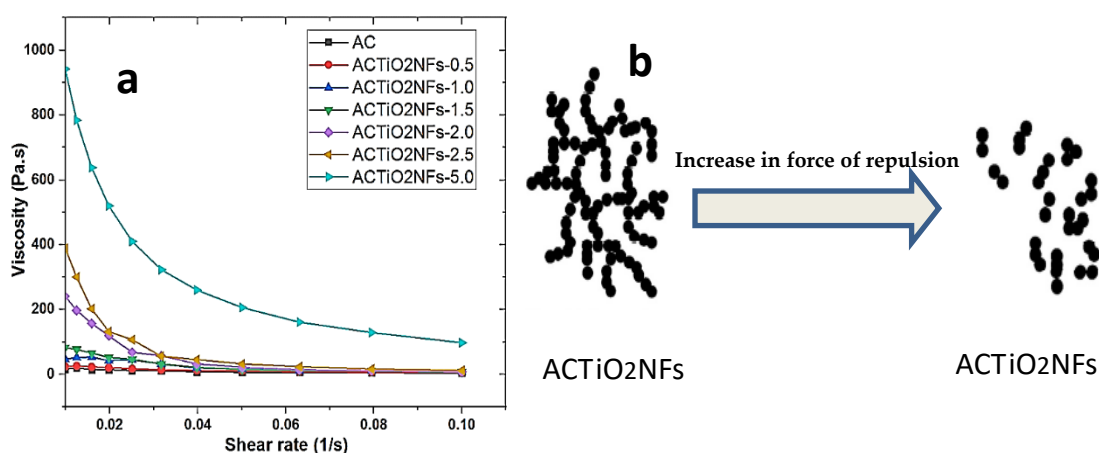 a
AC
ACTiO2NFs-0.5
ACTiO2NFs-1.0
ACTiO2NFs-1.5
ACTiO2NFs-2.0
ACTiO2NFs-2.5
ACTiO2NFs-5.0
1000
800
600
400
200
0
Viscosity (Pa.s)
0.02 0.04 0.06 0.08 0.10
Shear rate (1/s)
b
Increase in force of repulsion
ACTiO2NFs
ACTiO2NFs